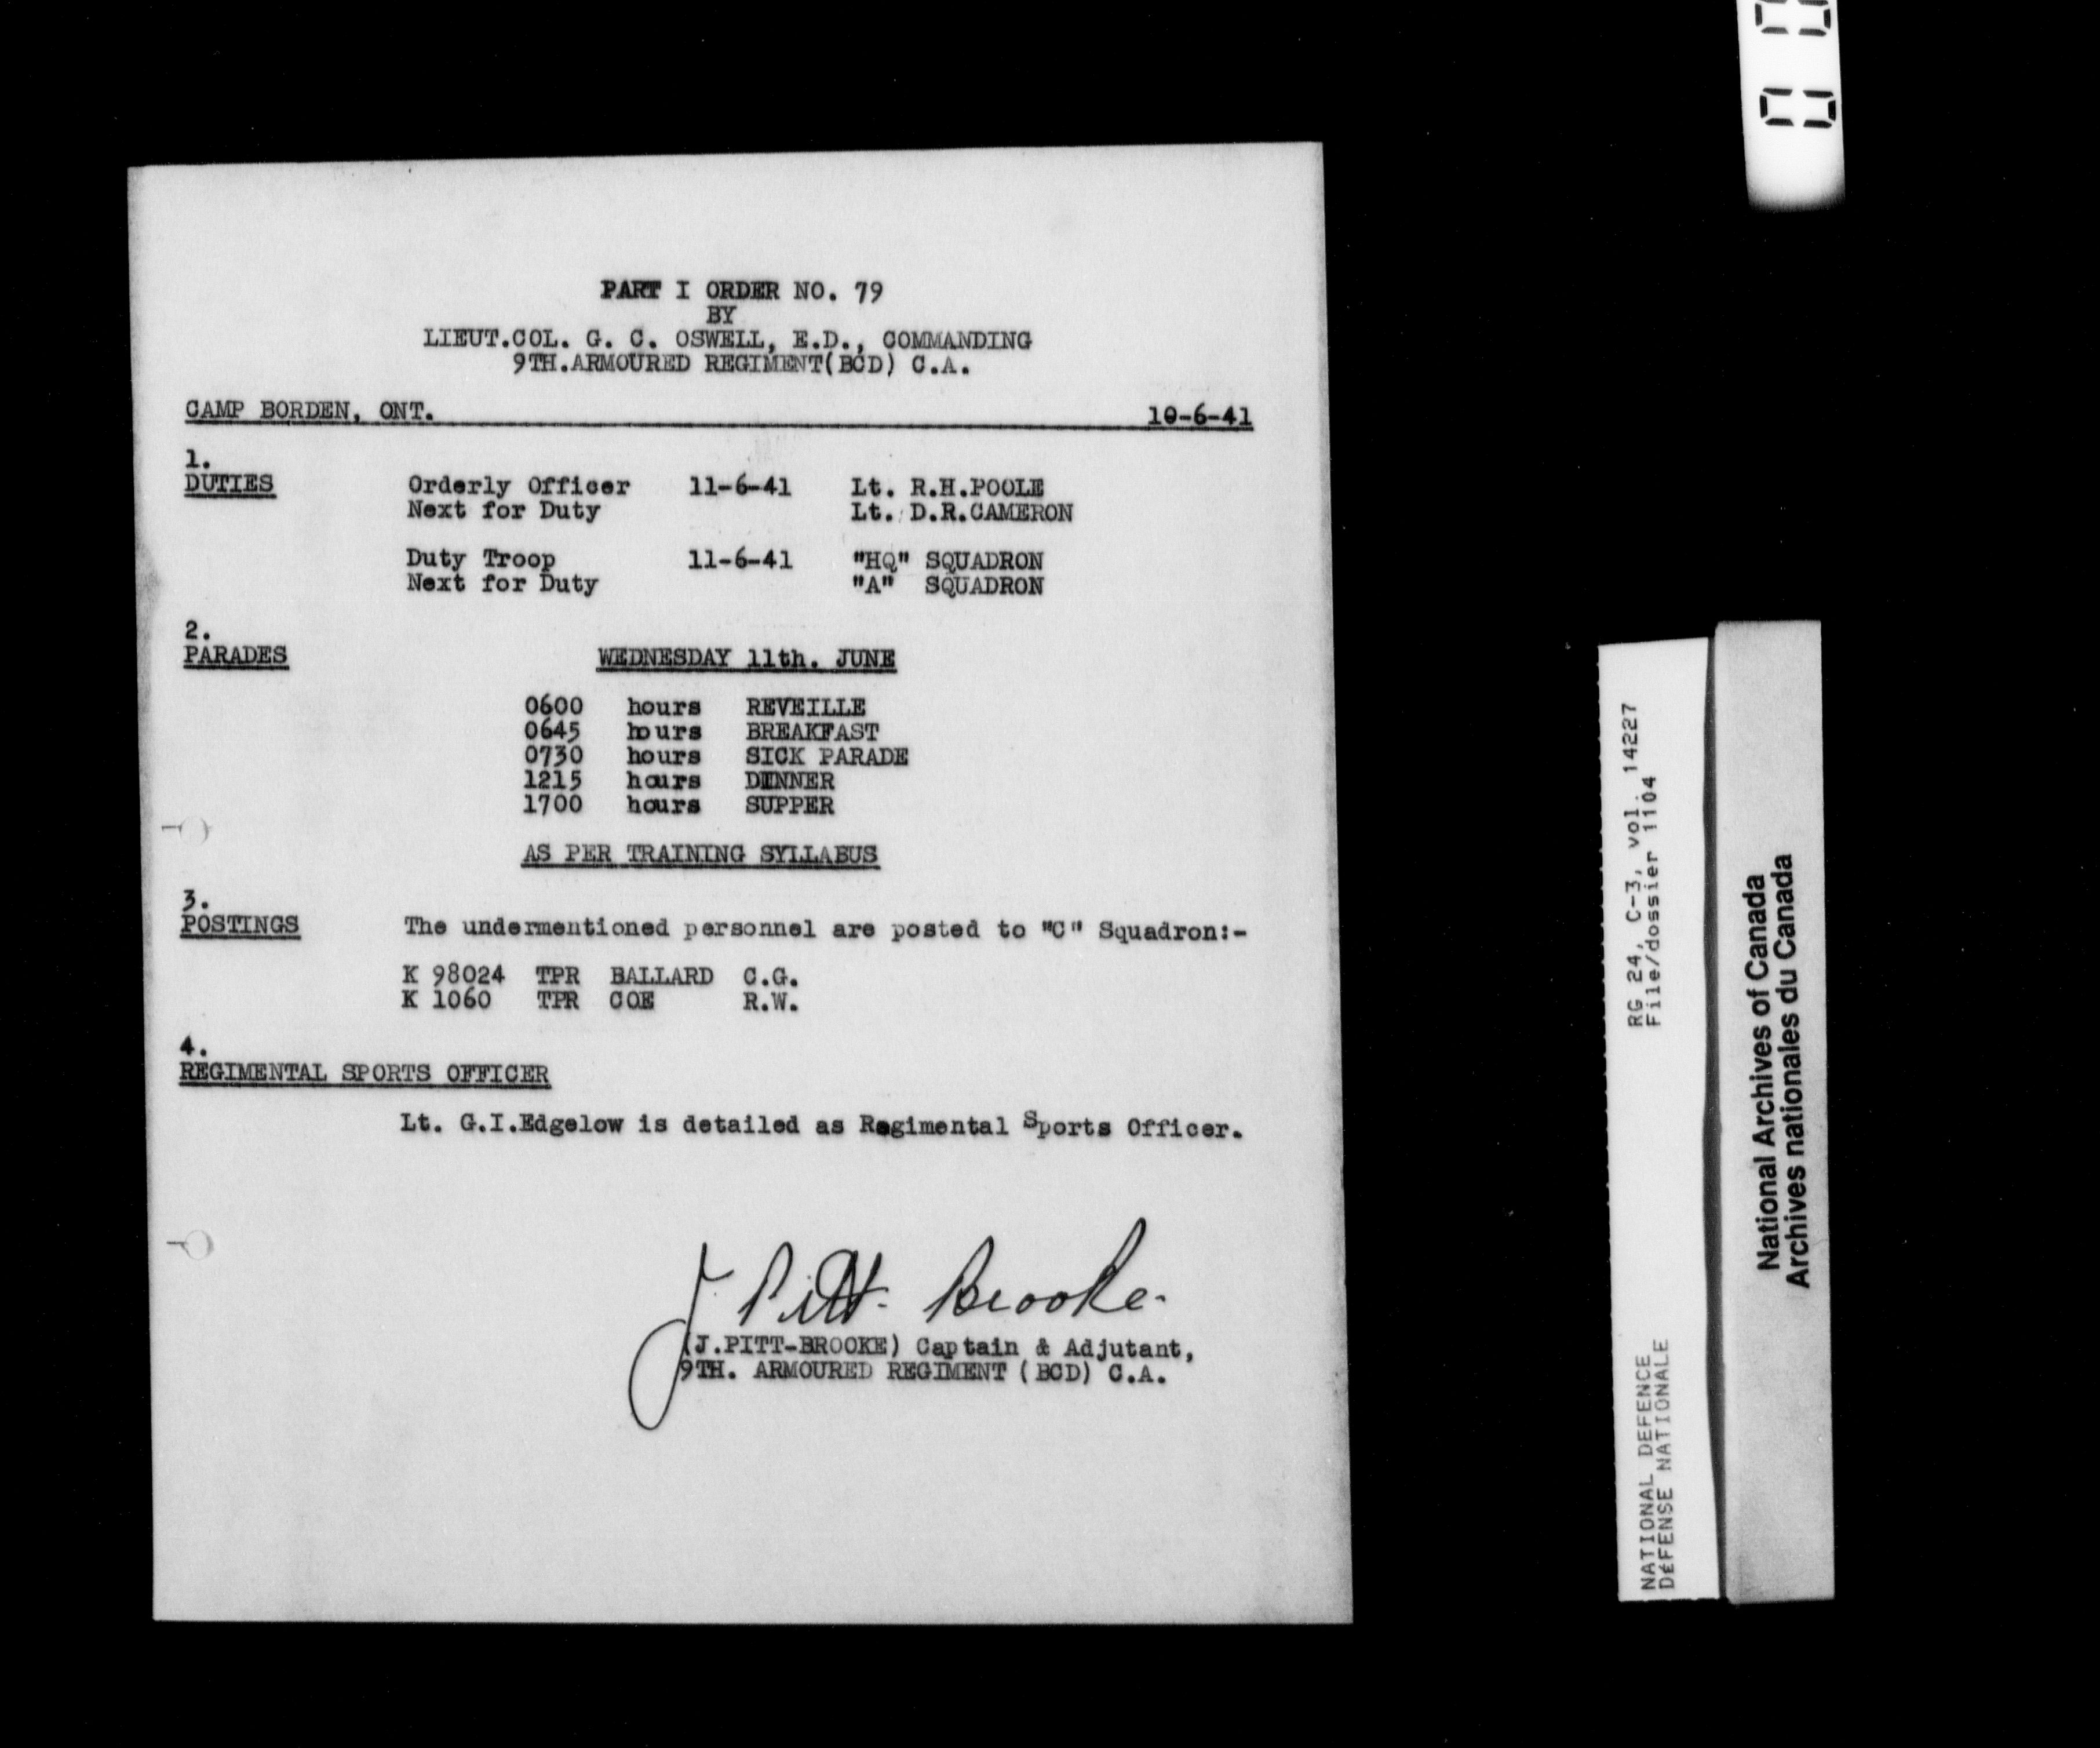 PART I ORDER NO. 79
BY
LIEUT.COL. G. C. OSWELL, E.D., COMMANDING
9TH.ARMOURED REGIMENT(BCD) C.A.
CAMP BORDEN, ONT. 10-6-41
1.
DUTIES Orderly Officer 11-6-41 Lt. R.H.POOLE
Next for Duty Lt. D.R.CAMERON
Duty Troop 11-6-41 "HQ" SQUADRON
Next for Duty "A" SQUADRON
2.
PARADES WEDNESDAY 11th. JUNE
0600 hours REVEILLE
0645 hours BREAKFAST
0730 hours SICK PARADE
1215 hours DINNER
1700 hours SUPPER
AS PER TRAINING SYLLABUS
3.
POSTINGS The undermentioned personnel are posted to "C" Squadron:-
K 98024 TPR BALLARD C.G.
K 1060 TPR COE R.W.
4.
REGIMENTAL SPORTS OFFICER
Lt. G.I.Edgelow is detailed as Regimental Sports Officer.
J. Pitt-Brooke
(J.PITT-BROOKE) Captain & Adjutant,
9TH. ARMOURED REGIMENT (BCD) C.A.
NATIONAL DEFENCE RG 24, C-3, vol. 14227
DéFENSE NATIONALE File/dossier 1104
National Archives of Canada
Archives nationales du Canada